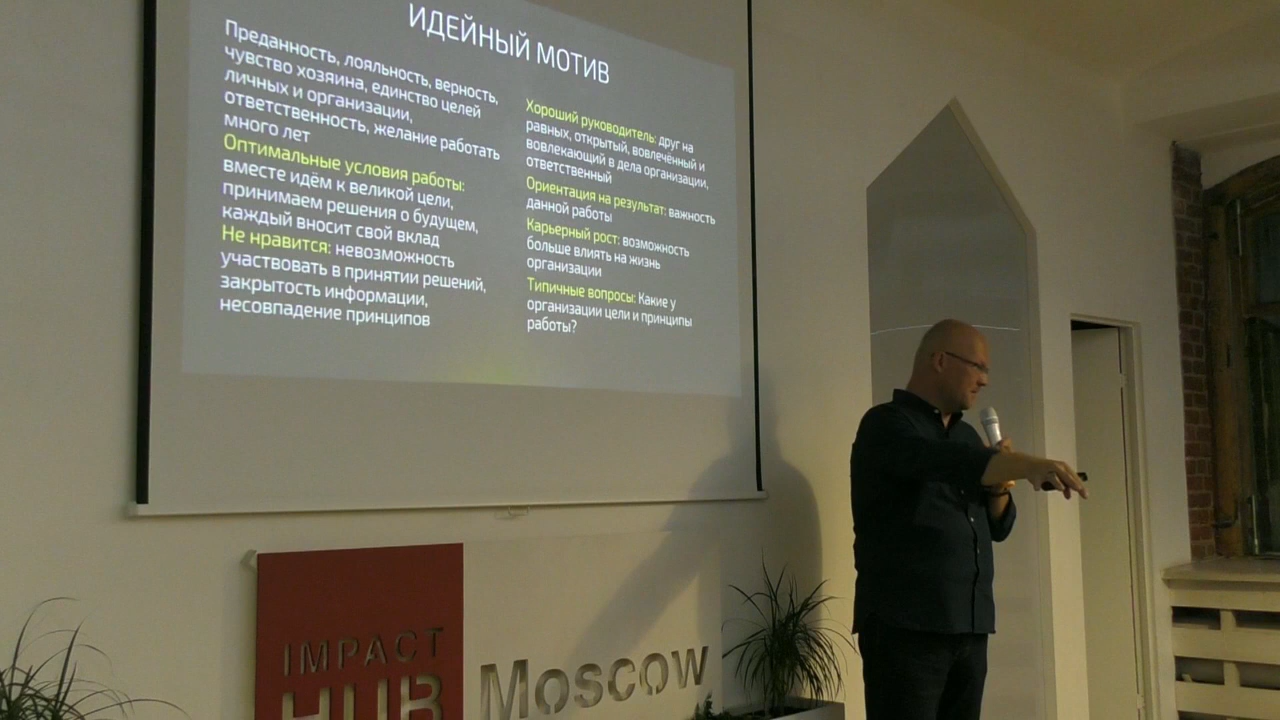 ИДЕЙНЫЙ МОТИВ
Преданность, лояльность, верность,
чувство хозяина, единство целей
личных и организации,
ответственность, желание работать
много лет
Оптимальные условия работы:
вместе идём к великой цели,
принимаем решения о будущем,
каждый вносит свой вклад
Не нравится: невозможность
участвовать в принятии решений,
закрытость информации,
несовпадение принципов
Хороший руководитель: друг на
равных, открытый, вовлечённый и
вовлекающий в дела организации,
ответственный
Ориентация на результат: важность
данной работы
Карьерный рост: возможность
больше влиять на жизнь
организации
Типичные вопросы: Какие у
организации цели и принципы
работы?
IMPACT
HUB
Moscow